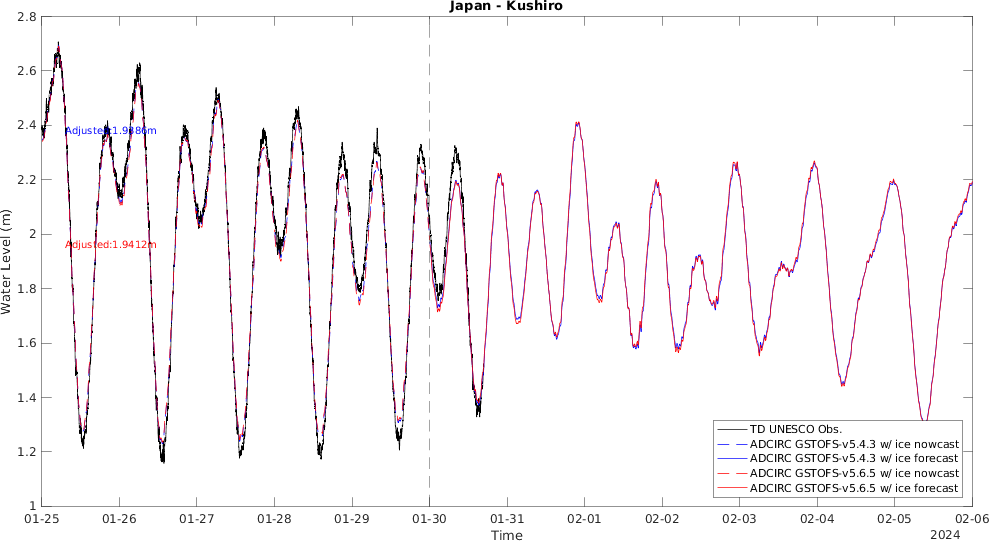 Japan - Kushiro
2.8
2.6
2.4
2.2
2
1.8
1.6
1.4
1.2
1
Water Level (m)
Adjusted:1.9386m
Adjusted:1.9412m
TD UNESCO Obs.
ADCIRC GSTOFS-v5.4.3 w/ ice nowcast
ADCIRC GSTOFS-v5.4.3 w/ ice forecast
ADCIRC GSTOFS-v5.6.5 w/ ice nowcast
ADCIRC GSTOFS-v5.6.5 w/ ice forecast
01-25 01-26 01-27 01-28 01-29 01-30 01-31 02-01 02-02 02-03 02-04 02-05 02-06
Time
2024